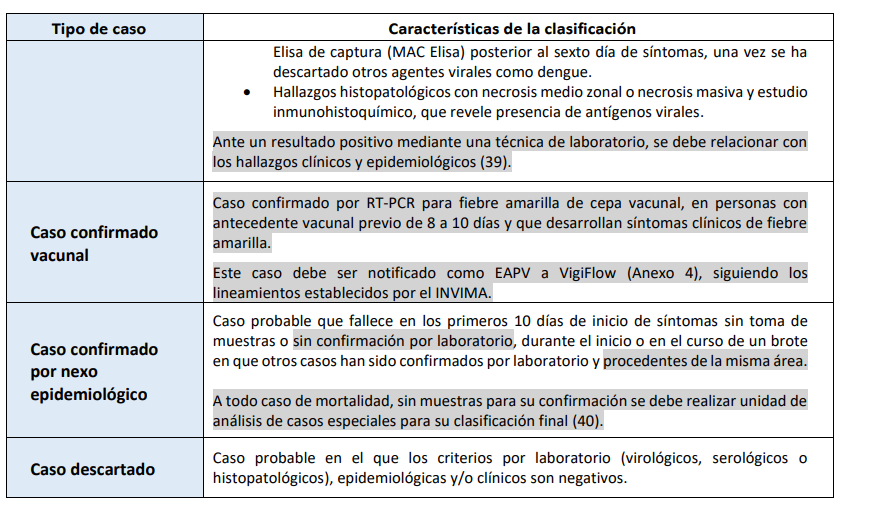 Tipo de caso
Características de la clasificación
Elisa de captura (MAC Elisa) posterior al sexto día de síntomas, una vez se ha
descartado otros agentes virales como dengue.
• Hallazgos histopatológicos con necrosis medio zonal o necrosis masiva y estudio
inmunohistoquímico, que revele presencia de antígenos virales.
Ante un resultado positivo mediante una técnica de laboratorio, se debe relacionar con
los hallazgos clínicos y epidemiológicos (39).
Caso confirmado
vacunal
Caso confirmado por RT-PCR para fiebre amarilla de cepa vacunal, en personas con
antecedente vacunal previo de 8 a 10 días y que desarrollan síntomas clínicos de fiebre
amarilla.
Este caso debe ser notificado como EAPV a VigiFlow (Anexo 4), siguiendo los
lineamientos establecidos por el INVIMA.
Caso confirmado
por nexo
epidemiológico
Caso probable que fallece en los primeros 10 días de inicio de síntomas sin toma de
muestras o sin confirmación por laboratorio, durante el inicio o en el curso de un brote
en que otros casos han sido confirmados por laboratorio y procedentes de la misma área.
A todo caso de mortalidad, sin muestras para su confirmación se debe realizar unidad de
análisis de casos especiales para su clasificación final (40).
Caso descartado
Caso probable en el que los criterios por laboratorio (virológicos, serológicos o
histopatológicos), epidemiológicas y/o clínicos son negativos.